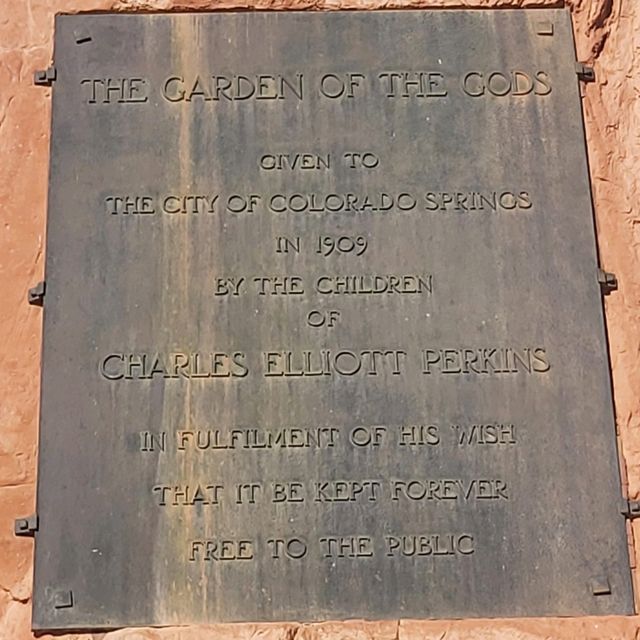 THE GARDEN OF THE GODS
GIVEN TO
THE CITY OF COLORADO SPRINGS
IN 1909
BY THE CHILDREN
OF
CHARLES ELLIOTT PERKINS
IN FULFILMENT OF HIS WISH
THAT IT BE KEPT FOREVER
FREE TO THE PUBLIC